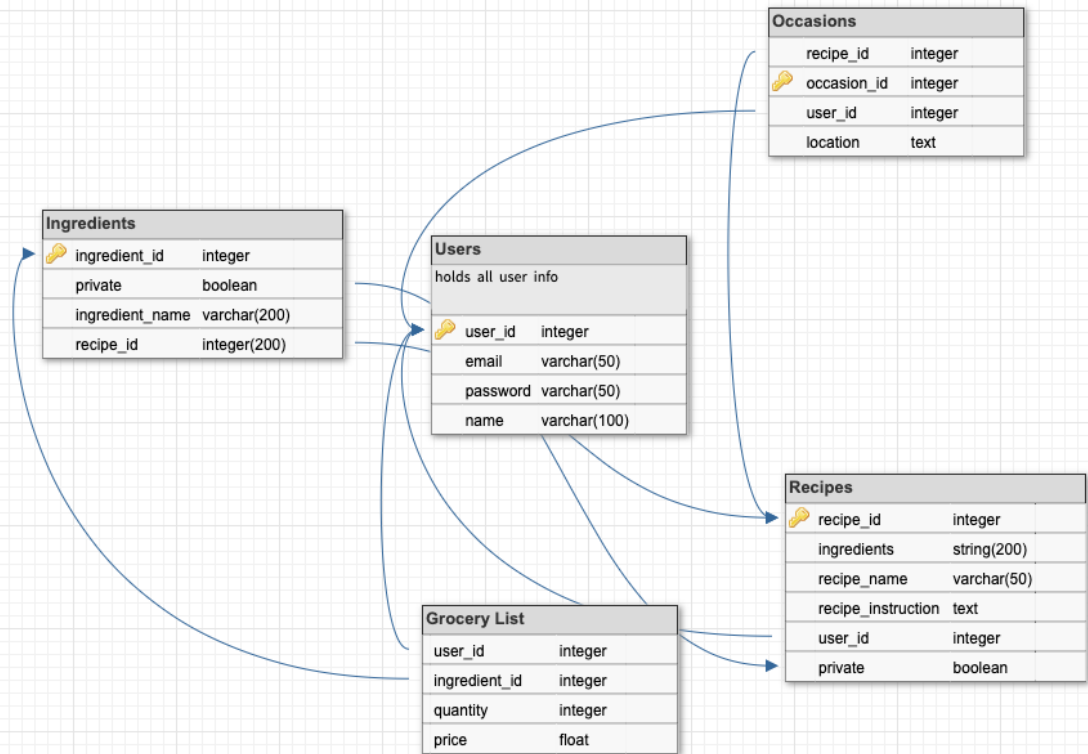 Occasions
recipe_id integer
occasion_id integer
user_id integer
location text
Ingredients
ingredient_id integer
private boolean
ingredient_name varchar(200)
recipe_id integer(200)
Users
holds all user info
user_id integer
email varchar(50)
password varchar(50)
name varchar(100)
Recipes
recipe_id integer
ingredients string(200)
recipe_name varchar(50)
recipe_instruction text
user_id integer
private boolean
Grocery List
user_id integer
ingredient_id integer
quantity integer
price float